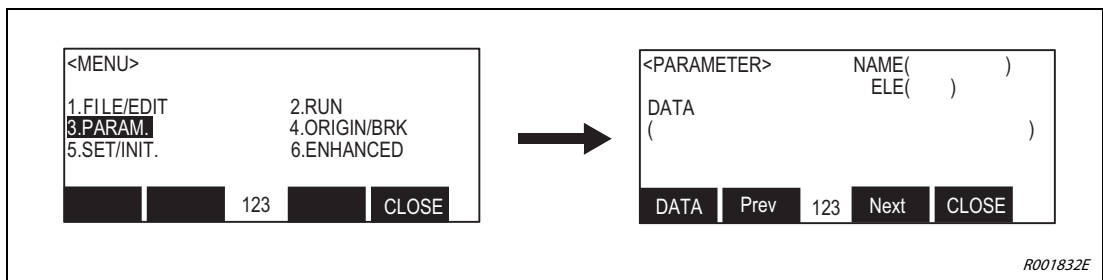 <MENU>
1.FILE/EDIT 2.RUN
3.PARAM. 4.ORIGIN/BRK
5.SET/INIT. 6.ENHANCED
123 CLOSE
<PARAMETER> NAME( )
ELE( )
DATA
( )
DATA Prev 123 Next CLOSE
R001832E